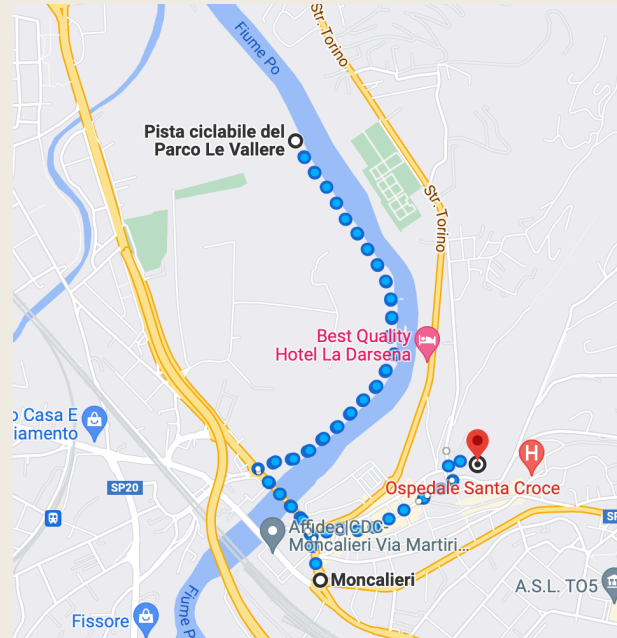 Str. Torino
Fiume Po
Pista ciclabile del
Parco Le Vallere
Str. Torino
Best Quality
Hotel La Darsena
o Casa E
iamento
H
Ospedale Santa Croce
SP20
SP
Affidea|CDC-
Moncalieri Via Martiri...
Moncalieri
A.S.L. TO5
Fiume Po
Fissore